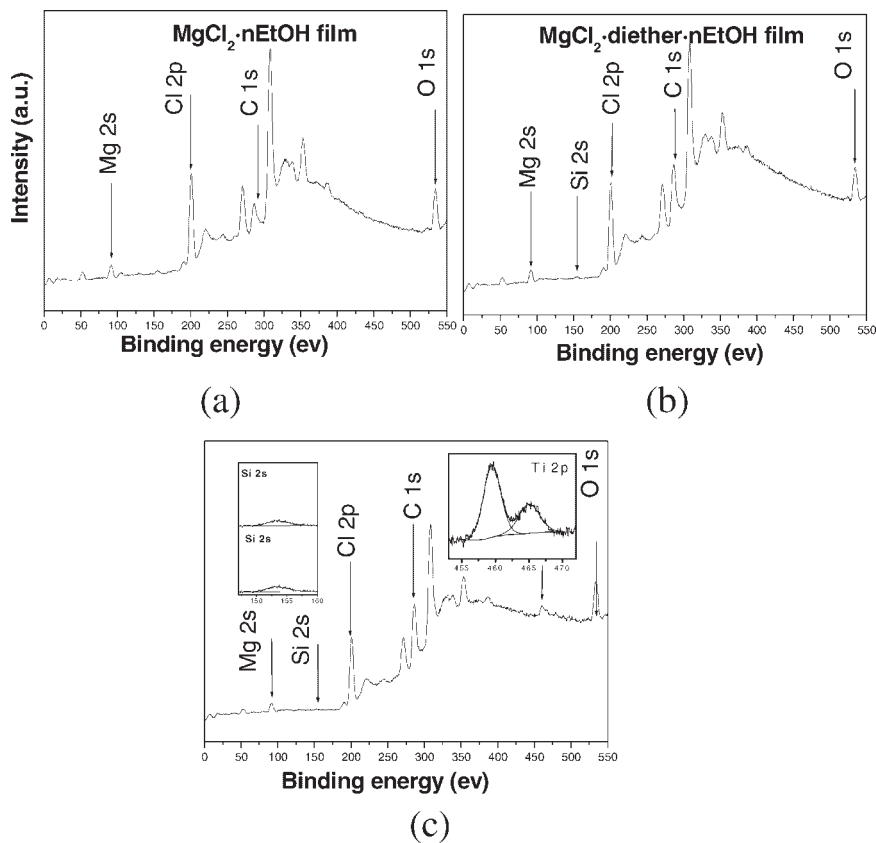 MgCl2·nEtOH film
Intensity (a.u.)
Mg 2s
Cl 2p
C 1s
O 1s
0 50 100 150 200 250 300 350 400 450 500 550
Binding energy (ev)
(a)
MgCl2·diether·nEtOH film
Mg 2s
Si 2s
Cl 2p
C 1s
O 1s
0 50 100 150 200 250 300 350 400 450 500 550
Binding energy (ev)
(b)
Si 2s
Si 2s
150 155 160
Mg 2s
Si 2s
Cl 2p
C 1s
Ti 2p
455 460 465 470
O 1s
0 50 100 150 200 250 300 350 400 450 500 550
Binding energy (ev)
(c)